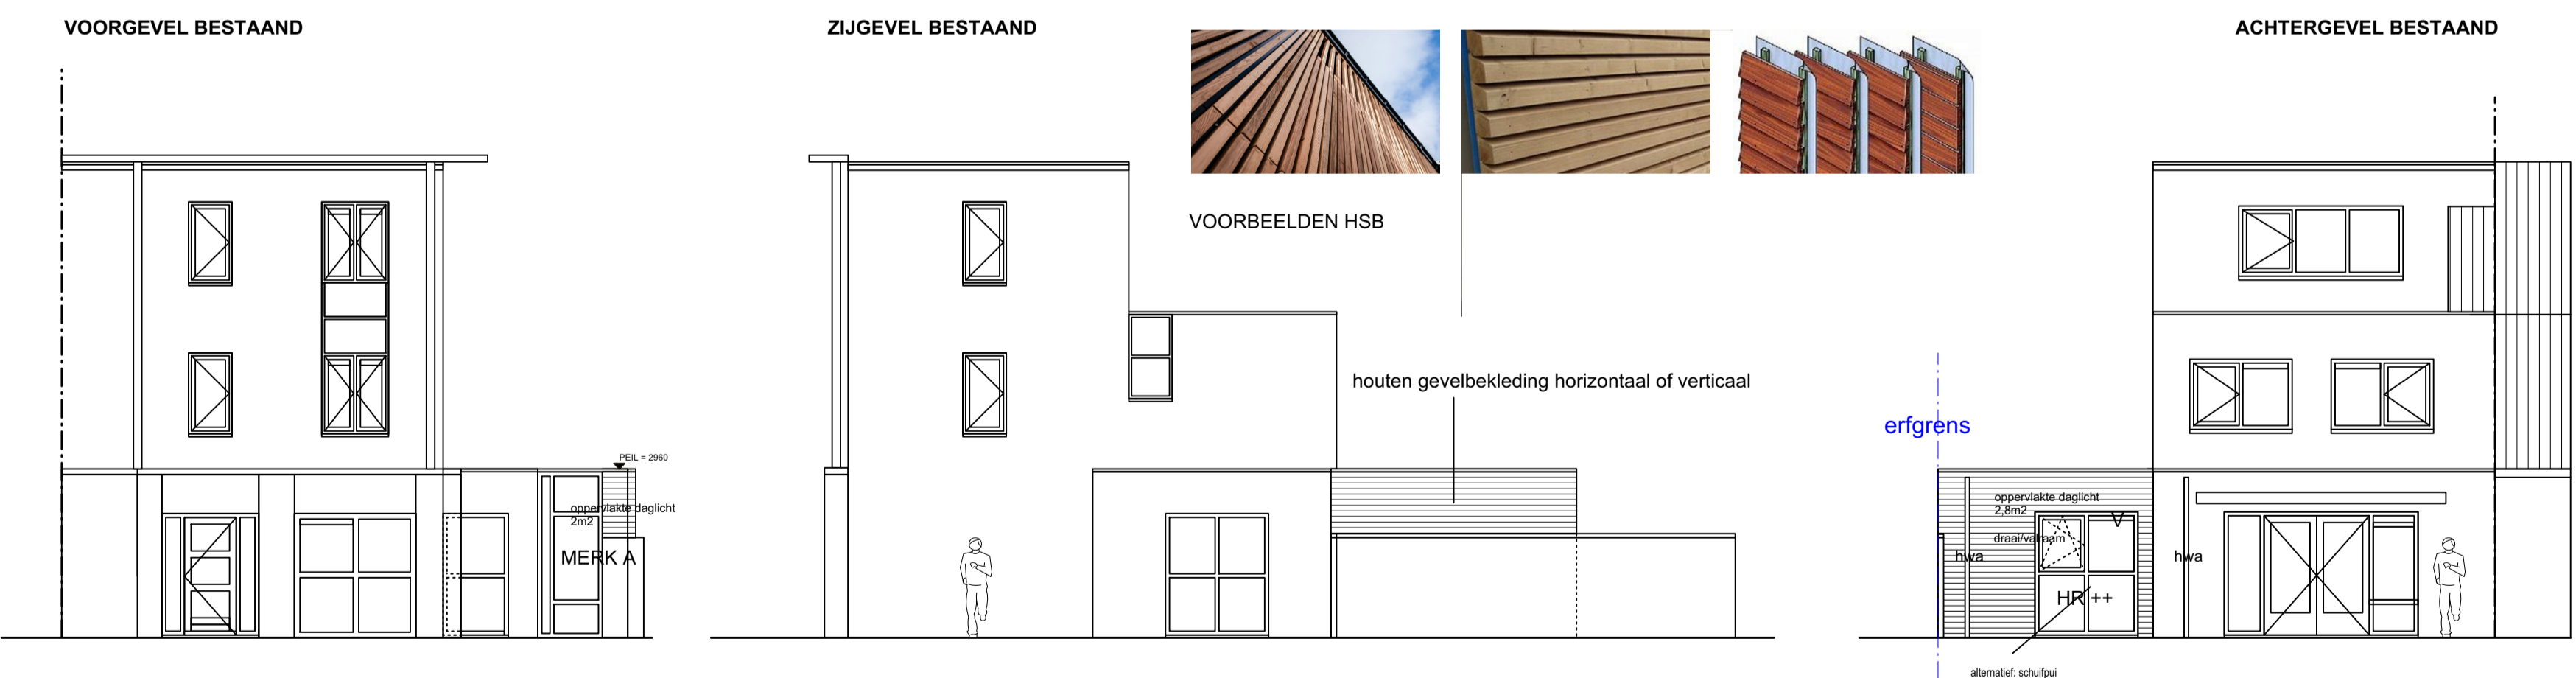 VOORGEVEL BESTAAND
ZIJGEVEL BESTAAND
ACHTERGEVEL BESTAAND
VOORBEELDEN HSB
houten gevelbekleding horizontaal of verticaal
erfgrens
PEIL = 2960
oppervlakte daglicht
2m2
MERK A
oppervlakte daglicht
2,8m2
V
draai/valraam
hwa
hwa
HR ++
alternatief: schuifpui